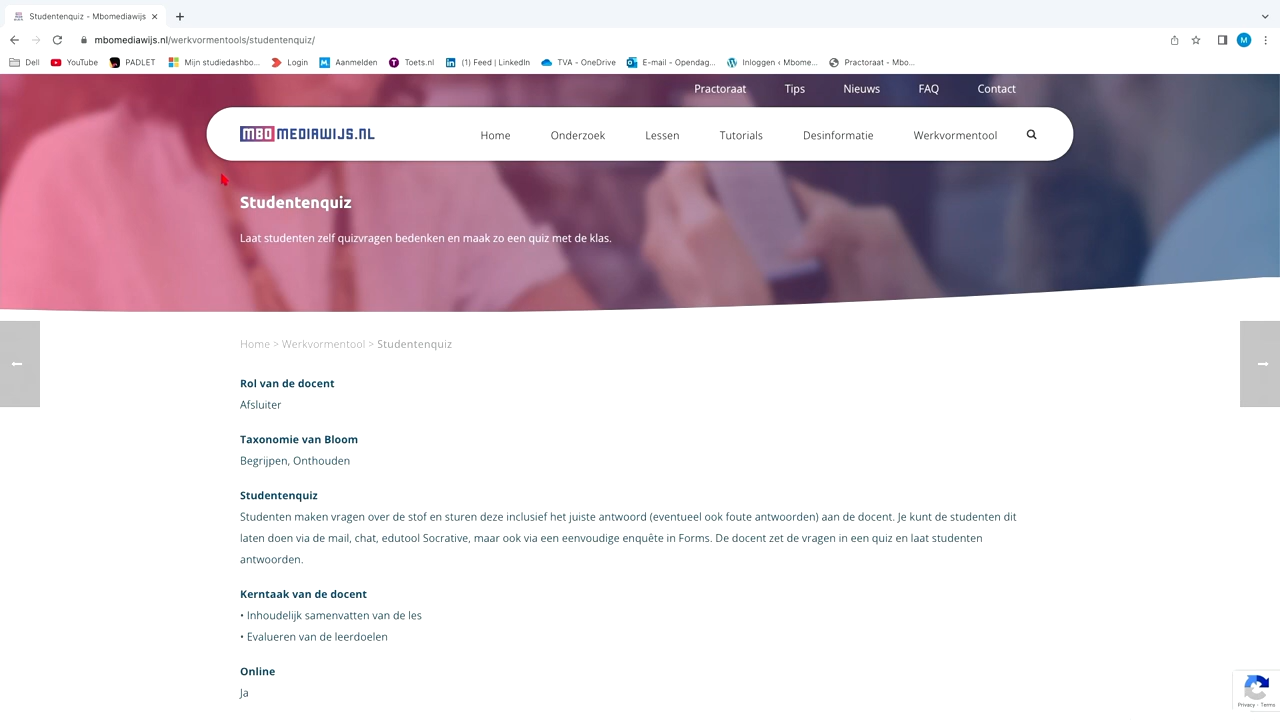 Studentenquiz - Mbomediawijs
mbomediawijs.nl/werkvormentools/studentenquiz/
M
Dell YouTube PADLET Mijn studiedashbo... Login Aanmelden Toets.nl (1) Feed | LinkedIn TVA - OneDrive E-mail - Opendag... Inloggen ‹ Mbome... Practoraat - Mbo...
Practoraat Tips Nieuws FAQ Contact
MBOMEDIAWIJS.NL Home Onderzoek Lessen Tutorials Desinformatie Werkvormentool
Studentenquiz
Laat studenten zelf quizvragen bedenken en maak zo een quiz met de klas.
Home > Werkvormentool > Studentenquiz
Rol van de docent
Afsluiter
Taxonomie van Bloom
Begrijpen, Onthouden
Studentenquiz
Studenten maken vragen over de stof en sturen deze inclusief het juiste antwoord (eventueel ook foute antwoorden) aan de docent. Je kunt de studenten dit
laten doen via de mail, chat, edutool Socrative, maar ook via een eenvoudige enquête in Forms. De docent zet de vragen in een quiz en laat studenten
antwoorden.
Kerntaak van de docent
• Inhoudelijk samenvatten van de les
• Evalueren van de leerdoelen
Online
Ja
Privacy - Terms